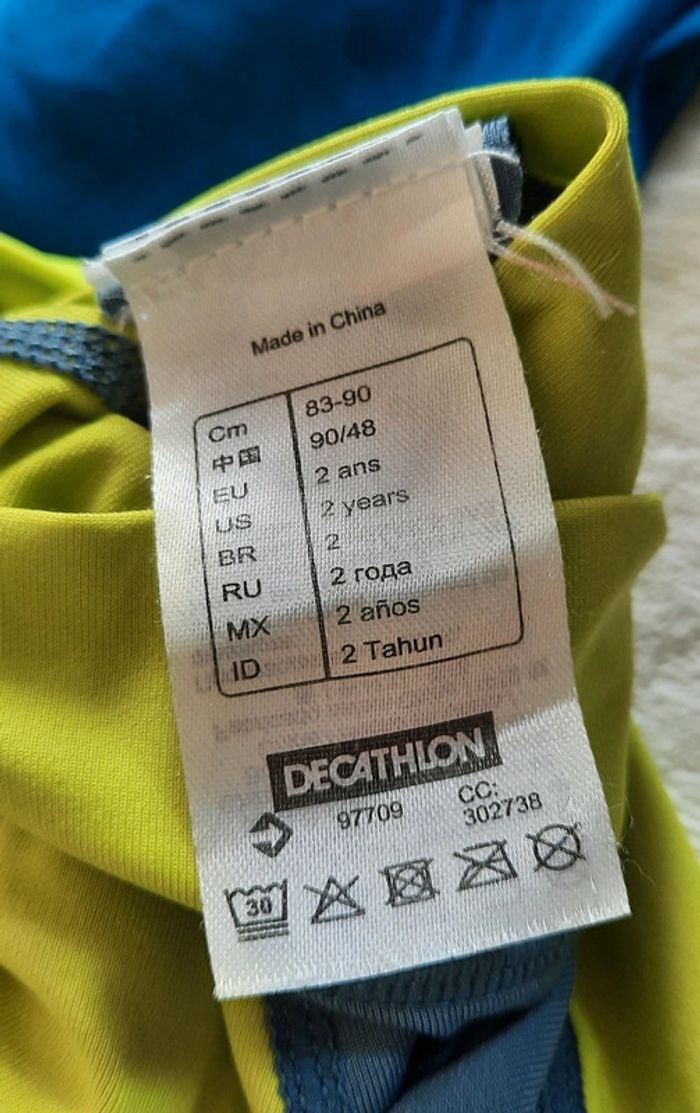 Made in China
Cm 83-90
中国 90/48
EU 2 ans
US 2 years
BR 2
RU 2 года
MX 2 años
ID 2 Tahun
DECATHLON
97709 CC: 302738
30